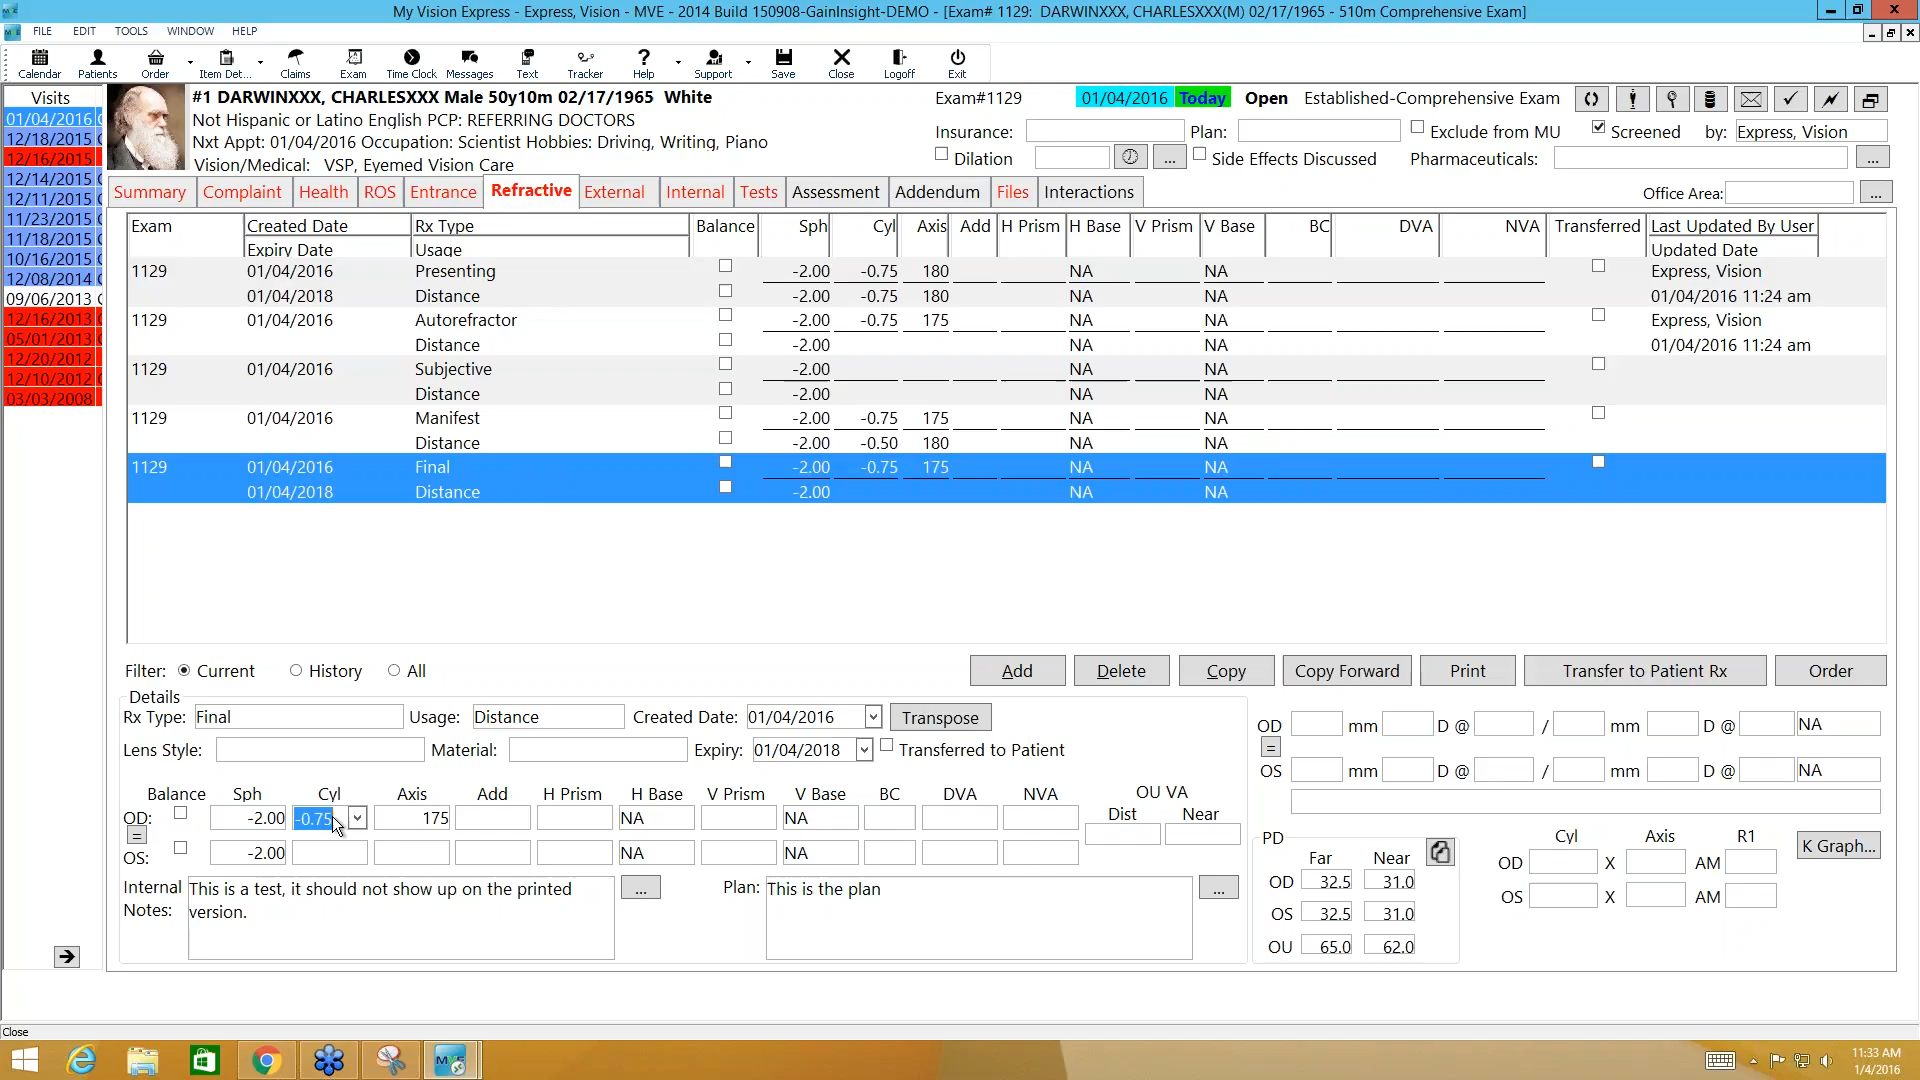 My Vision Express - Express, Vision - MVE - 2014 Build 150908-GainInsight-DEMO - [Exam# 1129: DARWINXXX, CHARLESXXX(M) 02/17/1965 - 510m Comprehensive Exam]
FILE EDIT TOOLS WINDOW HELP
Calendar Patients Order Item Det... Claims Exam Time Clock Messages Text Tracker Help Support Save Close Logoff Exit
Visits
01/04/2016
12/18/2015
12/16/2015
12/14/2015
12/11/2015
11/23/2015
11/18/2015
10/16/2015
12/08/2014
09/06/2013
12/16/2013
05/01/2013
12/20/2012
12/10/2012
03/03/2008
#1 DARWINXXX, CHARLESXXX Male 50y10m 02/17/1965 White
Not Hispanic or Latino English PCP: REFERRING DOCTORS
Nxt Appt: 01/04/2016 Occupation: Scientist Hobbies: Driving, Writing, Piano
Vision/Medical: VSP, Eyemed Vision Care
Exam#1129 01/04/2016 Today Open Established-Comprehensive Exam
Insurance: Plan: Exclude from MU Screened by: Express, Vision
Dilation ... Side Effects Discussed Pharmaceuticals: ...
Summary Complaint Health ROS Entrance Refractive External Internal Tests Assessment Addendum Files Interactions
Office Area: ...
Exam Created Date Rx Type Balance Sph Cyl Axis Add H Prism H Base V Prism V Base BC DVA NVA Transferred Last Updated By User
Expiry Date Usage Updated Date
1129 01/04/2016 Presenting -2.00 -0.75 180 NA NA Express, Vision
01/04/2018 Distance -2.00 -0.75 180 NA NA 01/04/2016 11:24 am
1129 01/04/2016 Autorefractor -2.00 -0.75 175 NA NA Express, Vision
Distance -2.00 NA NA 01/04/2016 11:24 am
1129 01/04/2016 Subjective -2.00 NA NA
Distance -2.00 NA NA
1129 01/04/2016 Manifest -2.00 -0.75 175 NA NA
Distance -2.00 -0.50 180 NA NA
1129 01/04/2016 Final -2.00 -0.75 175 NA NA
01/04/2018 Distance -2.00 NA NA
Filter: Current History All Add Delete Copy Copy Forward Print Transfer to Patient Rx Order
Details
Rx Type: Final Usage: Distance Created Date: 01/04/2016 Transpose
Lens Style: Material: Expiry: 01/04/2018 Transferred to Patient
Balance Sph Cyl Axis Add H Prism H Base V Prism V Base BC DVA NVA OU VA
Dist Near
OD: -2.00 -0.75 175 NA NA
=
OS: -2.00 NA NA
Internal Notes: This is a test, it should not show up on the printed version. ...
Plan: This is the plan ...
OD mm D @ / mm D @ NA
=
OS mm D @ / mm D @ NA
PD
Far Near
OD 32.5 31.0
OS 32.5 31.0
OU 65.0 62.0
Cyl Axis R1
OD X AM
OS X AM
K Graph...
Close
MVE
11:33 AM
1/4/2016